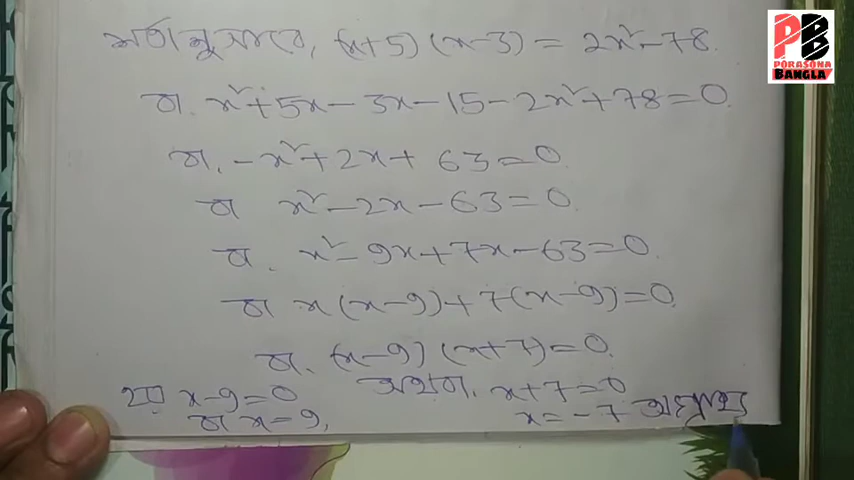 PB
PORASONA
BANGLA
শর্তানুসারে, (x+5) (x-3) = 2x²-78.
বা. x²+5x-3x-15-2x²+78=0.
বা. -x²+2x+63=0.
বা x²-2x-63=0.
বা. x²-9x+7x-63=0.
বা x(x-9)+7(x-9)=0.
বা. (x-9) (x+7)=0.
হয় x-9=0 অথবা. x+7=0
বা x=9, x=-7 অগ্রাহ্য